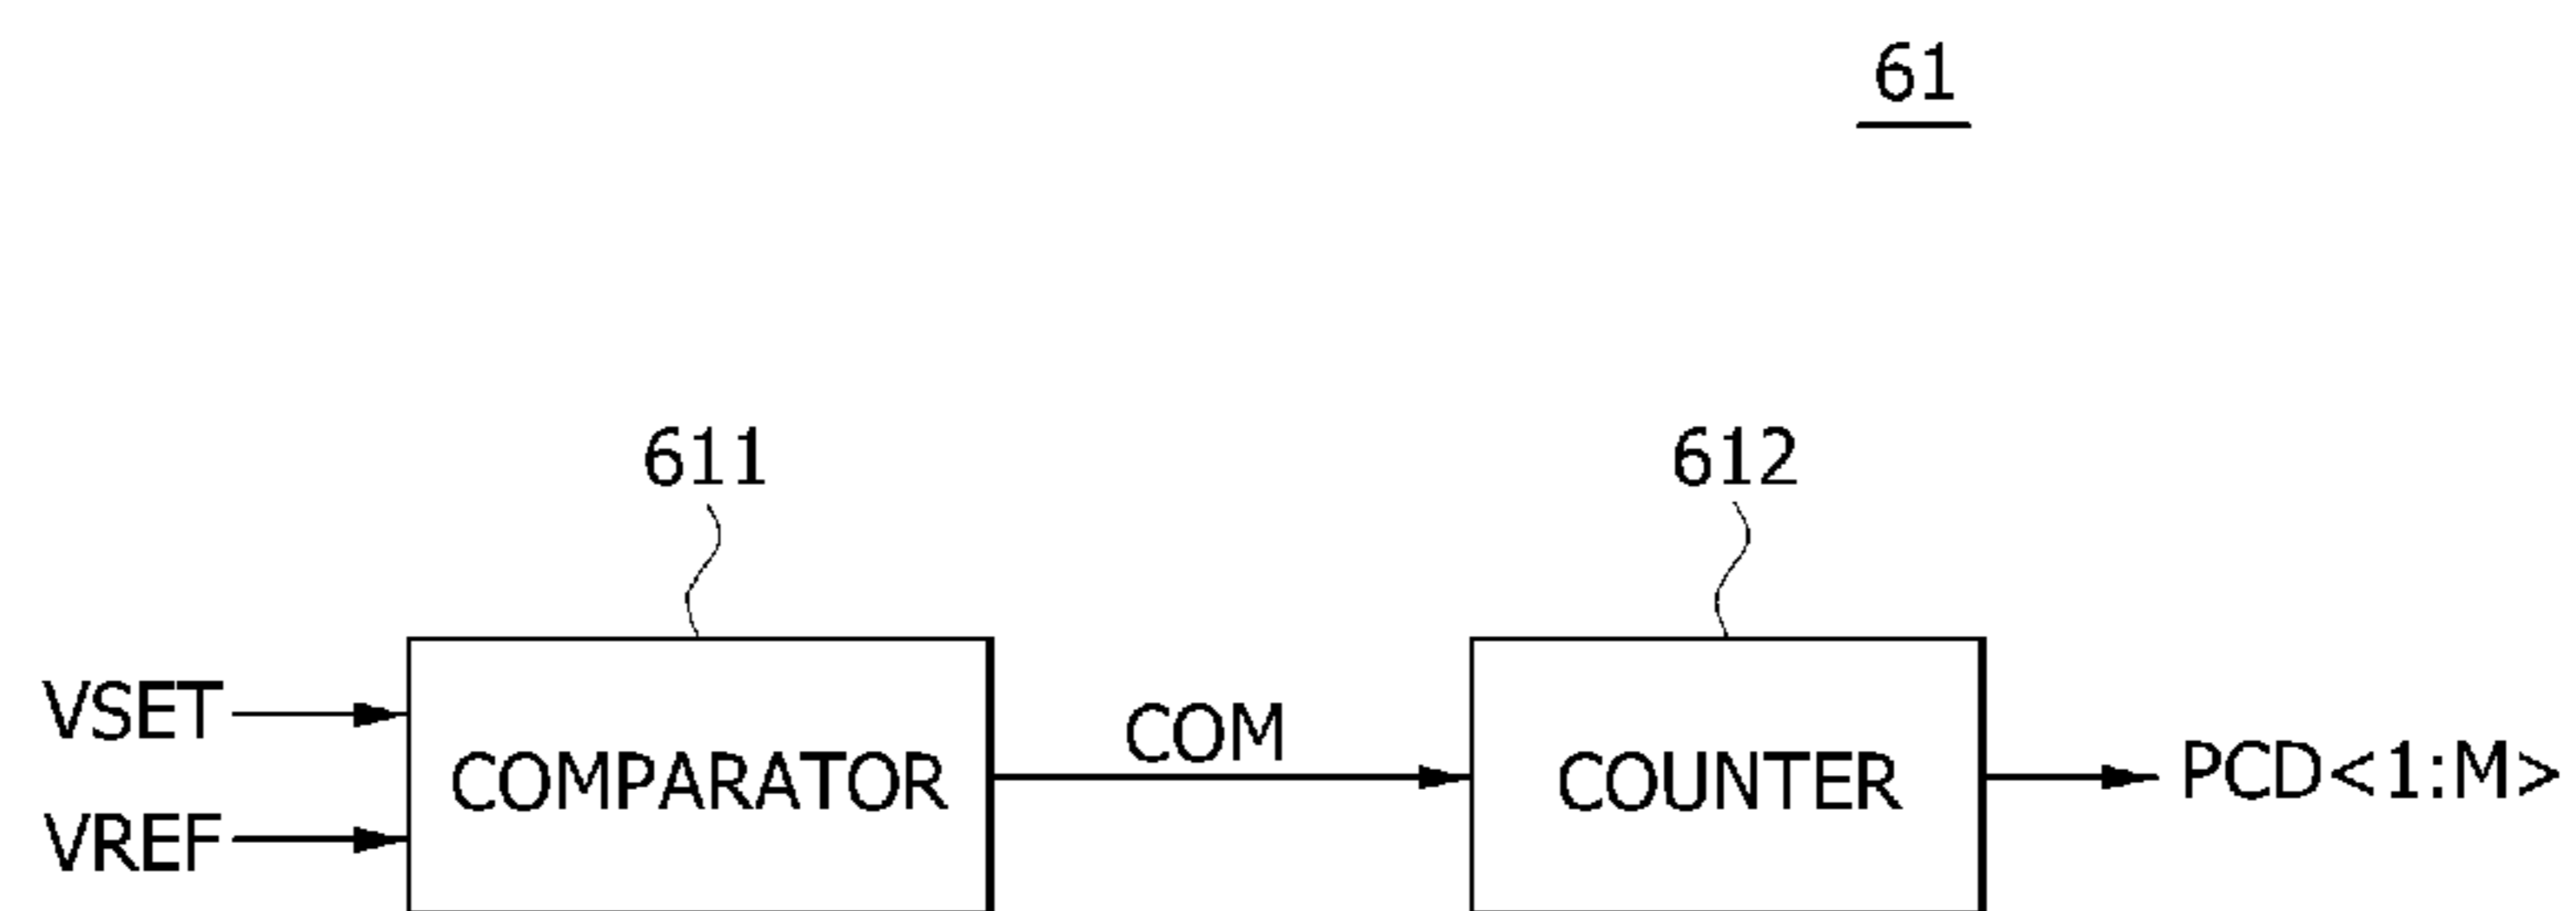 61
611
612
VSET
COM
COMPARATOR
COUNTER
PCD<1:M>
VREF